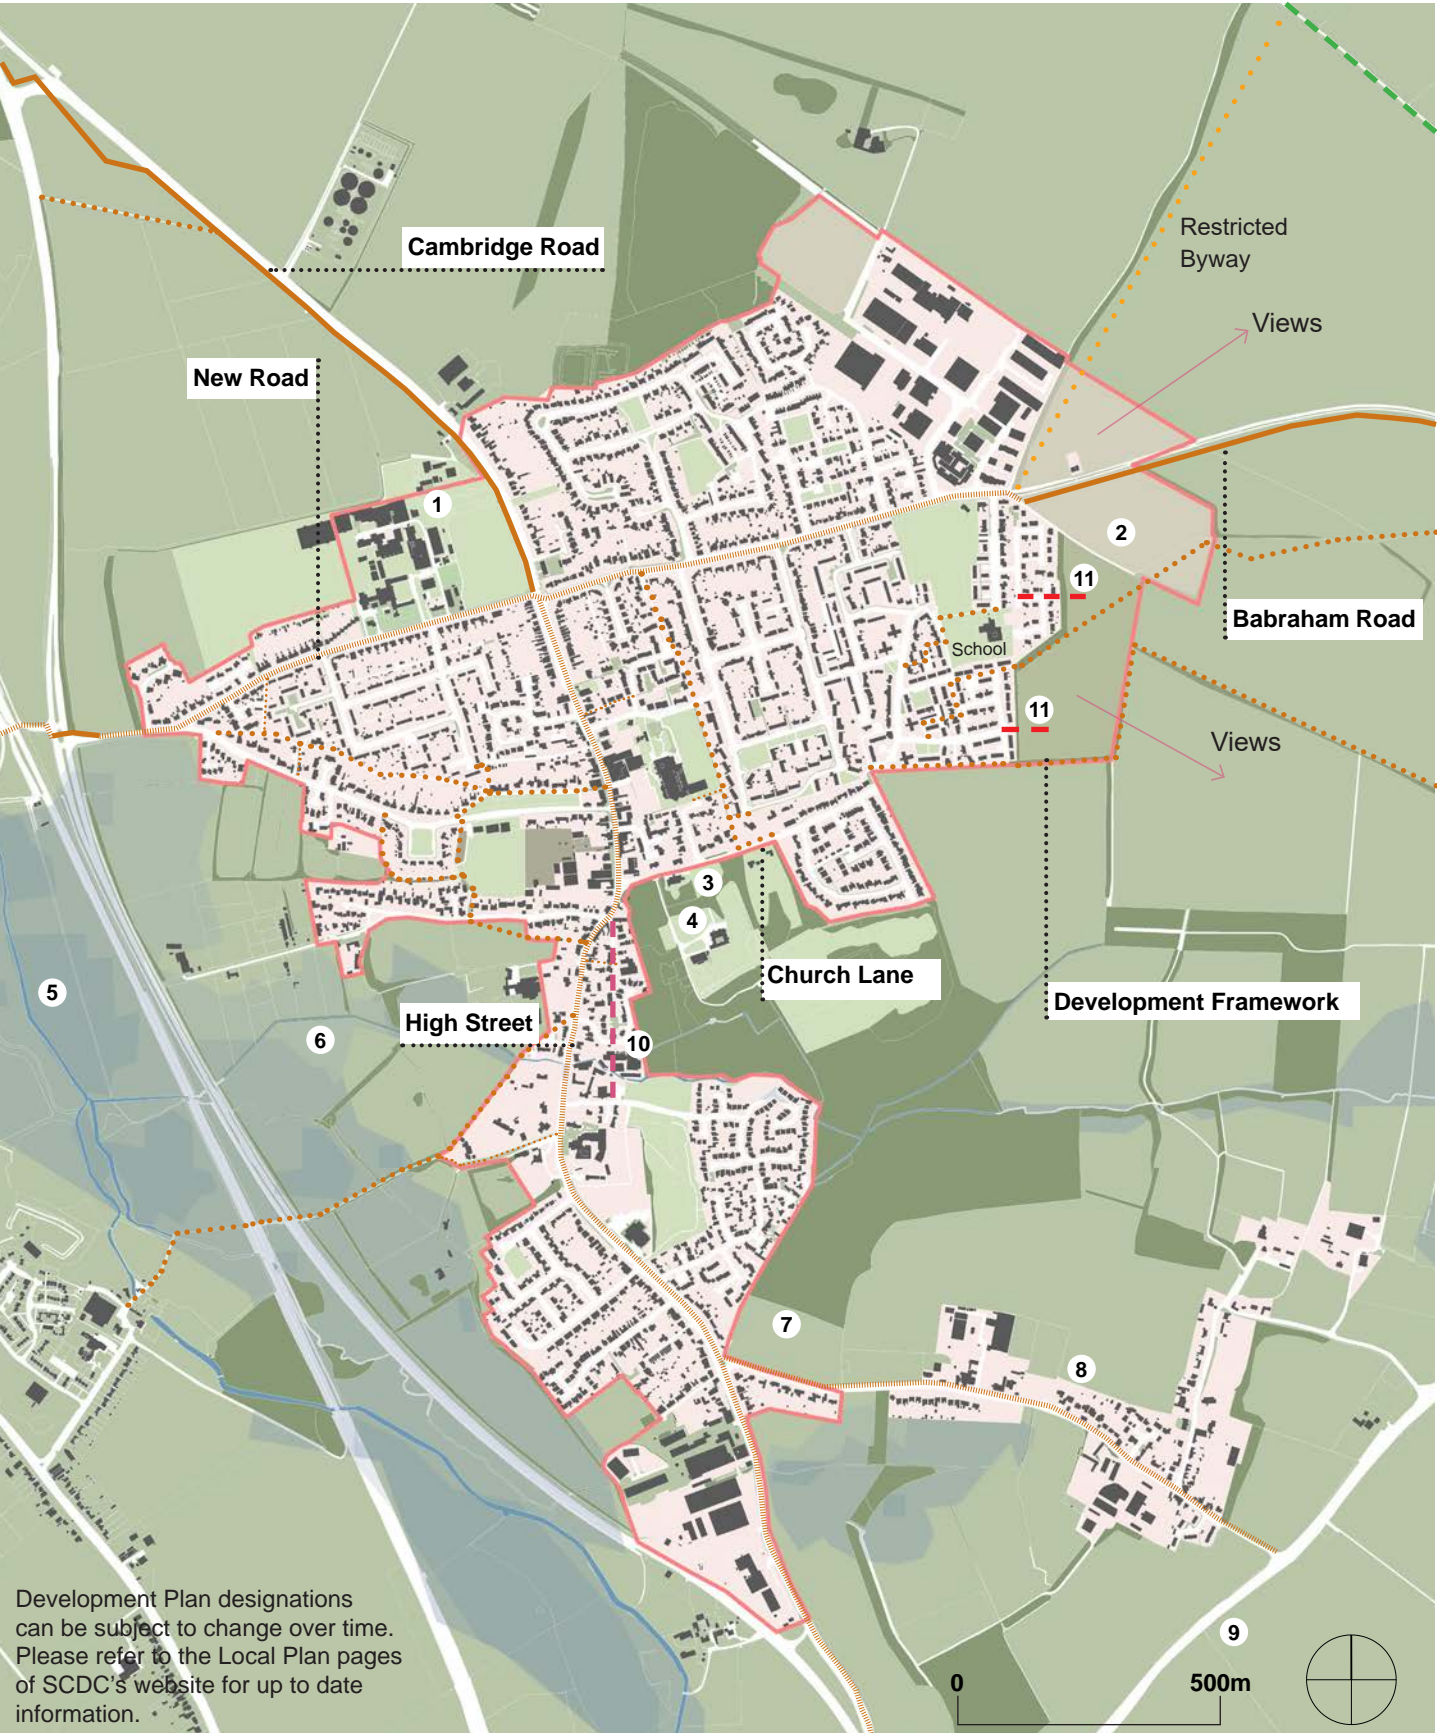 Restricted
Byway
Cambridge Road
Views
New Road
1
2
11
Babraham Road
School
11
Views
3
4
Church Lane
5
Development Framework
High Street
6
10
7
8
9
Development Plan designations
can be subject to change over time.
Please refer to the Local Plan pages
of SCDC's website for up to date
information.
0 500m